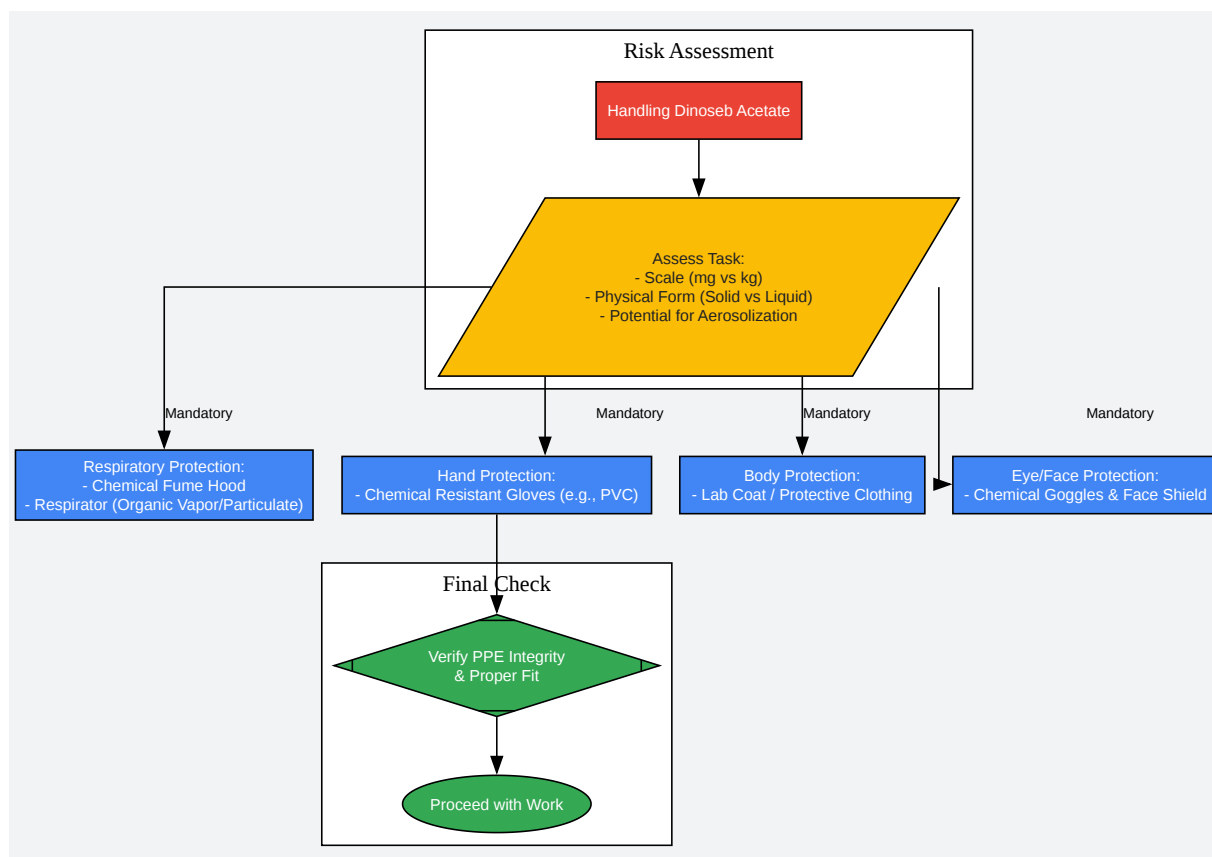 Risk Assessment
Handling Dinoseb Acetate
Assess Task:
- Scale (mg vs kg)
- Physical Form (Solid vs Liquid)
- Potential for Aerosolization
Mandatory
Mandatory
Mandatory
Mandatory
Respiratory Protection:
- Chemical Fume Hood
- Respirator (Organic Vapor/Particulate)
Hand Protection:
- Chemical Resistant Gloves (e.g., PVC)
Body Protection:
- Lab Coat / Protective Clothing
Eye/Face Protection:
- Chemical Goggles & Face Shield
Final Check
Verify PPE Integrity
& Proper Fit
Proceed with Work